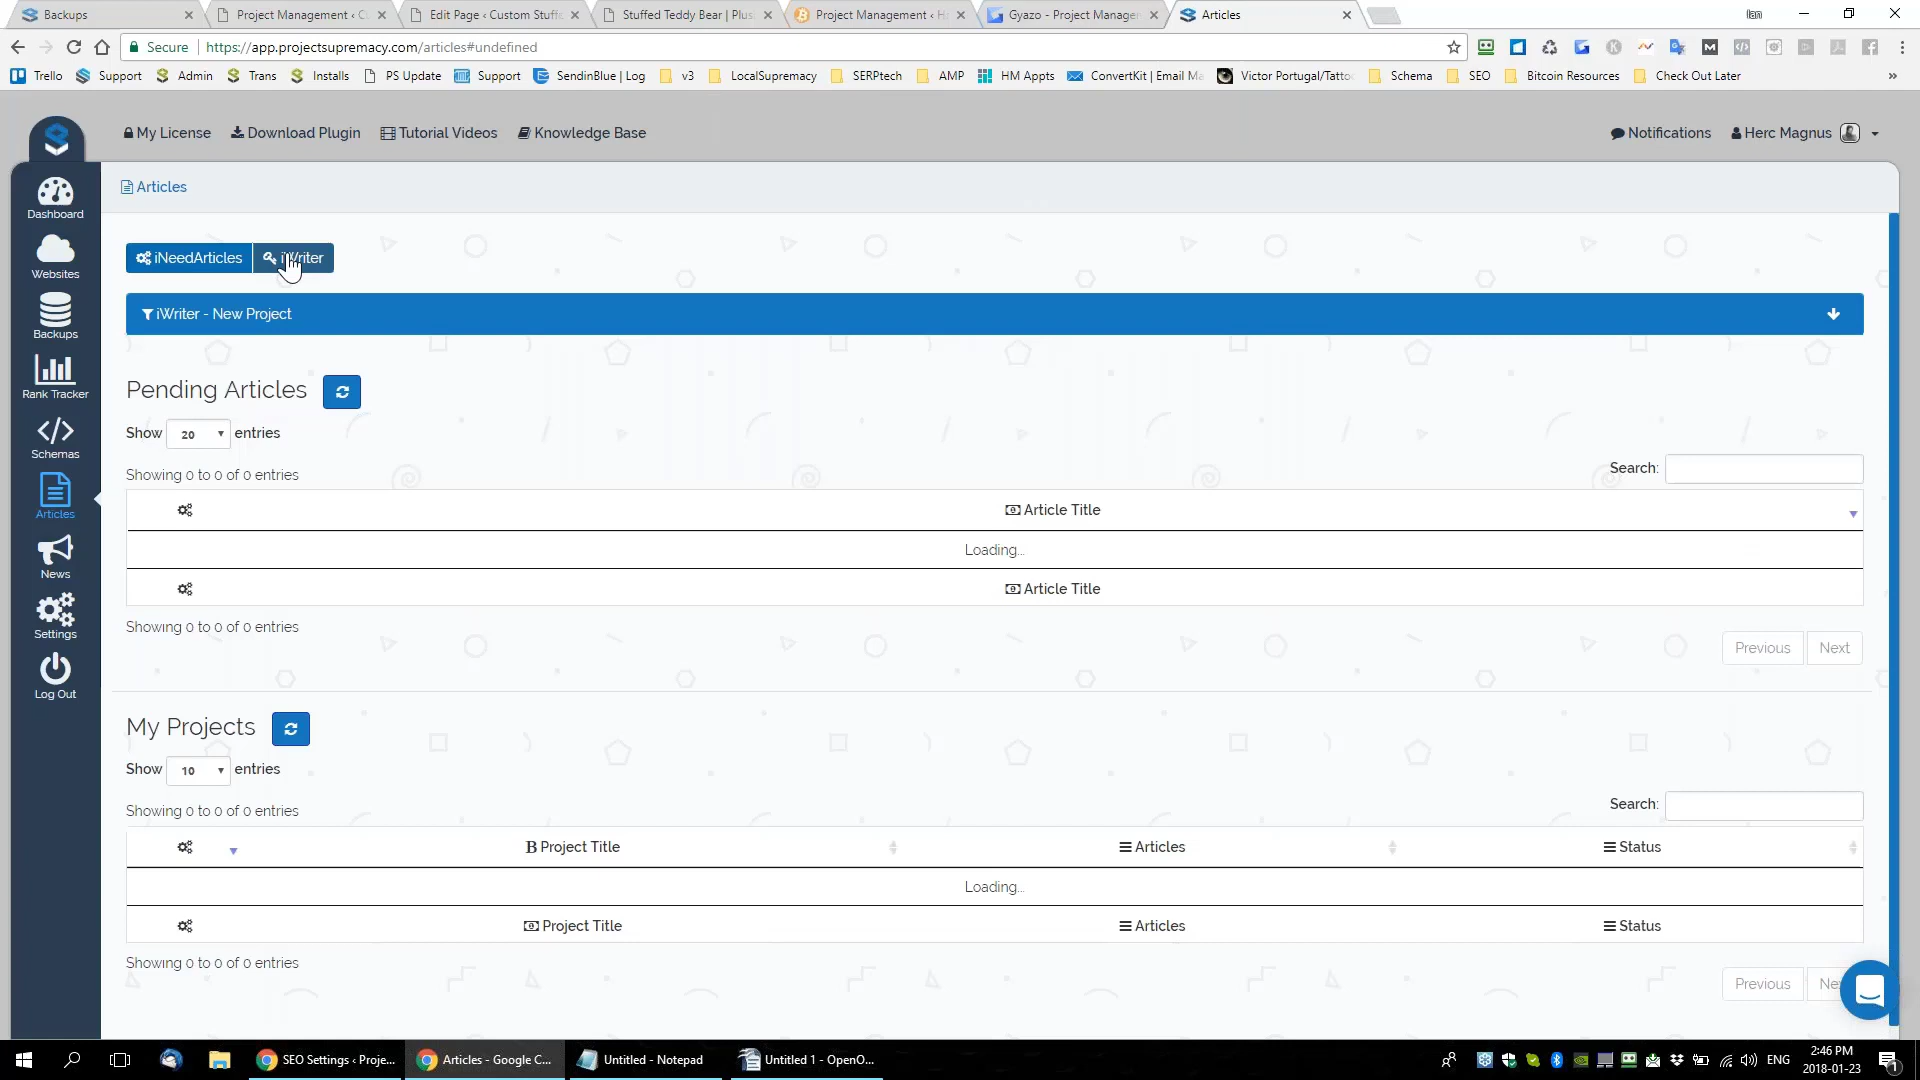 Backups
Project Management ‹ C
Edit Page ‹ Custom Stuff
Stuffed Teddy Bear | Plus
Project Management ‹ H
Gyazo - Project Manage
Articles
Ian
Secure
https://app.projectsupremacy.com/articles#undefined
Trello
Support
Admin
Trans
Installs
PS Update
Support
SendinBlue | Log
v3
LocalSupremacy
SERPtech
AMP
HM Appts
ConvertKit | Email Ma
Victor Portugal/Tatto
Schema
SEO
Bitcoin Resources
Check Out Later
»
My License
Download Plugin
Tutorial Videos
Knowledge Base
Notifications
Herc Magnus
Articles
Dashboard
Websites
Backups
Rank Tracker
Schemas
Articles
News
Settings
Log Out
iNeedArticles
iWriter
iWriter - New Project
Pending Articles
Show 20 entries
Showing 0 to 0 of 0 entries
Search:
Article Title
Loading...
Article Title
Showing 0 to 0 of 0 entries
Previous
Next
My Projects
Show 10 entries
Showing 0 to 0 of 0 entries
Search:
Project Title
Articles
Status
Loading...
Project Title
Articles
Status
Showing 0 to 0 of 0 entries
Previous
SEO Settings ‹ Proje...
Articles - Google C...
Untitled - Notepad
Untitled 1 - OpenO...
ENG
2:46 PM
2018-01-23
1